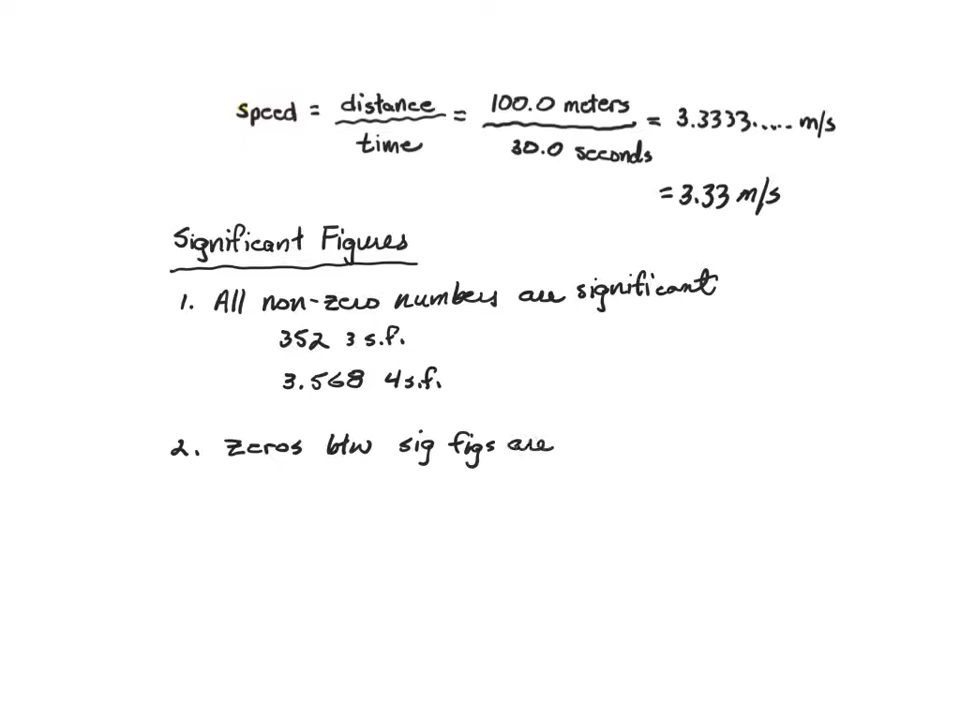 speed = distance / time = 100.0 meters / 30.0 seconds = 3.3333..... m/s
= 3.33 m/s
Significant Figures
1. All non-zero numbers are significant
352 3 s.f.
3.568 4 s.f.
2. zeros btw sig figs are